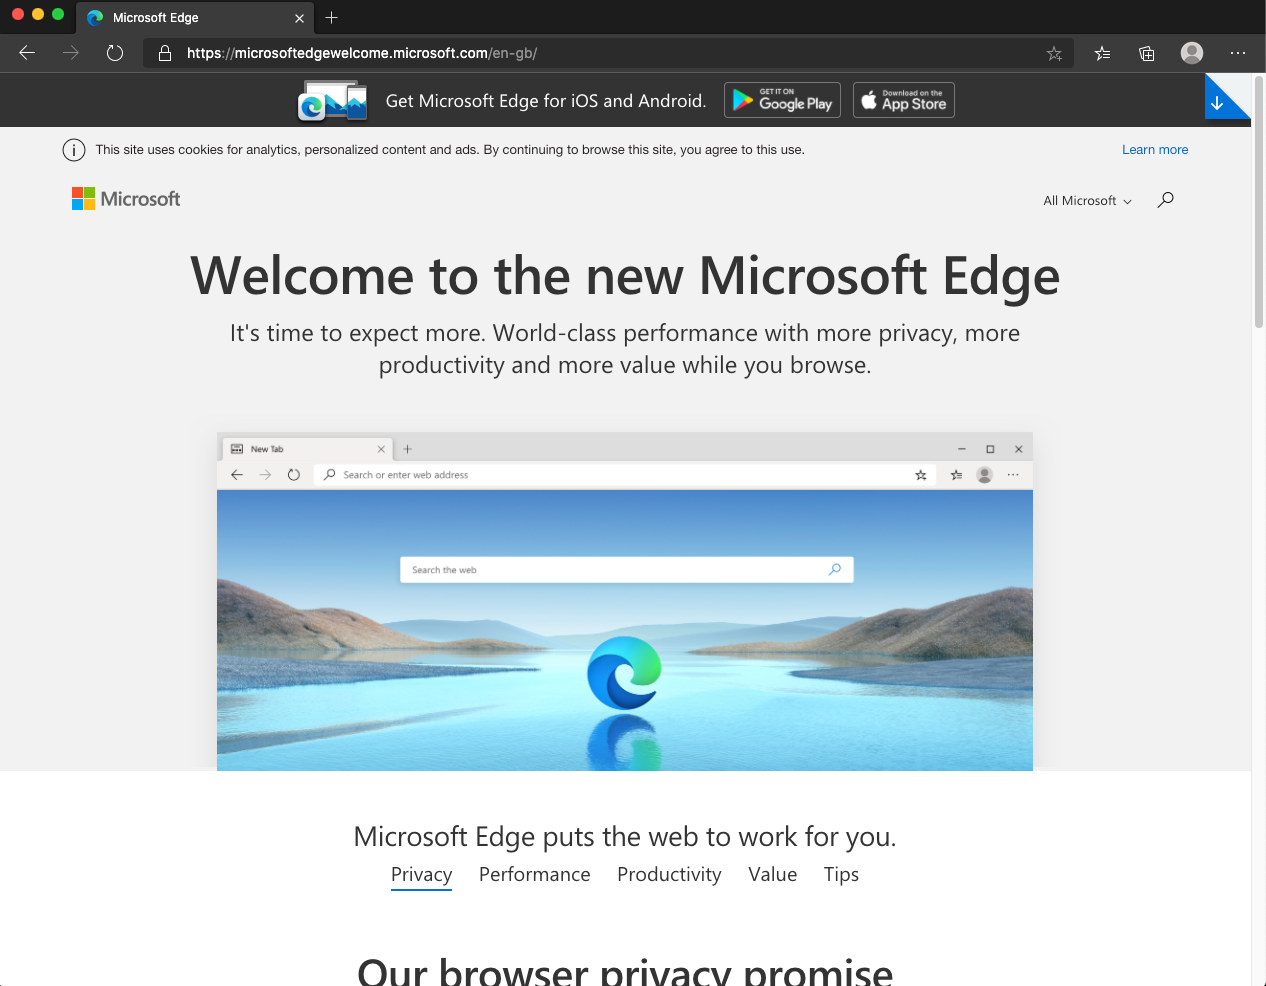 Microsoft Edge
https://microsoftedgewelcome.microsoft.com/en-gb/
Get Microsoft Edge for iOS and Android.
GET IT ON
Google Play
Download on the
App Store
This site uses cookies for analytics, personalized content and ads. By continuing to browse this site, you agree to this use.
Learn more
Microsoft
All Microsoft
Welcome to the new Microsoft Edge
It's time to expect more. World-class performance with more privacy, more
productivity and more value while you browse.
New Tab
Search or enter web address
Search the web
Microsoft Edge puts the web to work for you.
Privacy Performance Productivity Value Tips
Our browser privacy promise